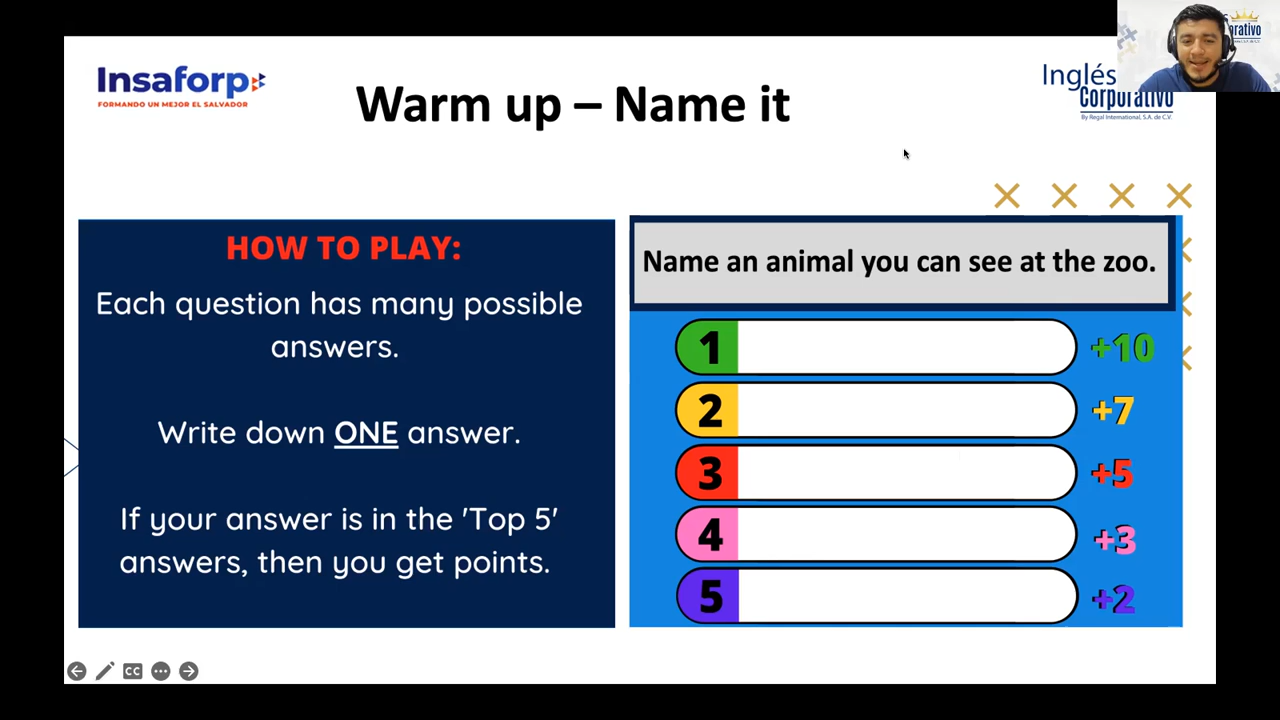 Insaforp
FORMANDO UN MEJOR EL SALVADOR
Warm up – Name it
Inglés
Corporativo
By Regal International, S.A. de C.V.
orativo
HOW TO PLAY:
Each question has many possible
answers.
Write down ONE answer.
If your answer is in the 'Top 5'
answers, then you get points.
Name an animal you can see at the zoo.
1 +10
2 +7
3 +5
4 +3
5 +2
CC